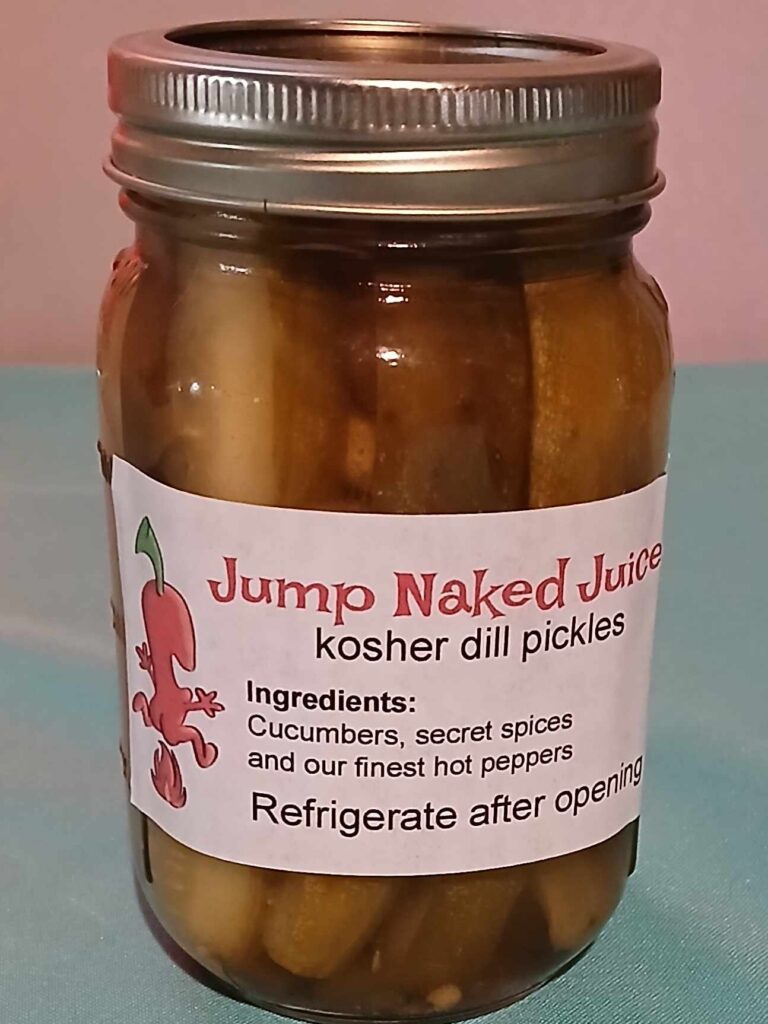 Jump Naked Juice
kosher dill pickles
Ingredients:
Cucumbers, secret spices
and our finest hot peppers
Refrigerate after opening